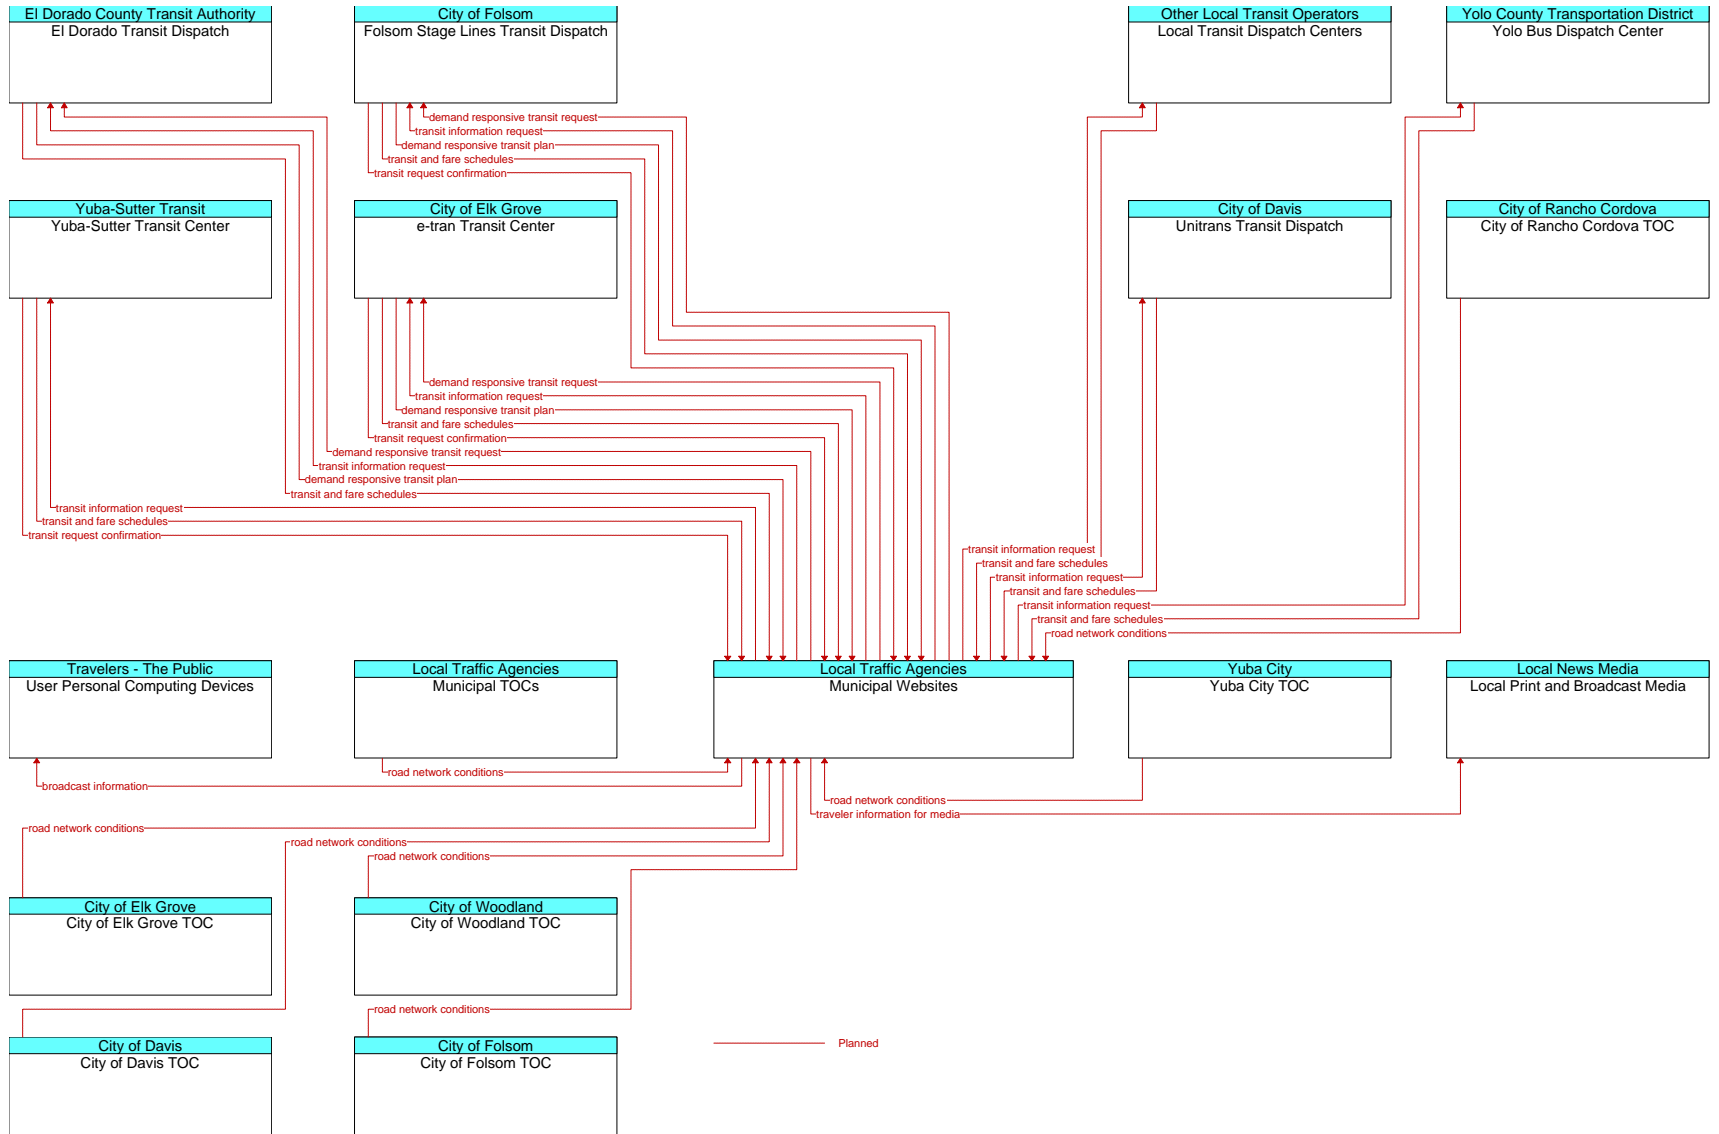 El Dorado County Transit Authority
El Dorado Transit Dispatch
City of Folsom
Folsom Stage Lines Transit Dispatch
Other Local Transit Operators
Local Transit Dispatch Centers
Yolo County Transportation District
Yolo Bus Dispatch Center
demand responsive transit request
transit information request
demand responsive transit plan
transit and fare schedules
transit request confirmation
Yuba-Sutter Transit
Yuba-Sutter Transit Center
City of Elk Grove
e-tran Transit Center
City of Davis
Unitrans Transit Dispatch
City of Rancho Cordova
City of Rancho Cordova TOC
demand responsive transit request
transit information request
demand responsive transit plan
transit and fare schedules
transit request confirmation
demand responsive transit request
transit information request
demand responsive transit plan
transit and fare schedules
transit information request
transit and fare schedules
transit request confirmation
transit information request
transit and fare schedules
transit information request
transit and fare schedules
transit information request
transit and fare schedules
road network conditions
Travelers - The Public
User Personal Computing Devices
Local Traffic Agencies
Municipal TOCs
Local Traffic Agencies
Municipal Websites
Yuba City
Yuba City TOC
Local News Media
Local Print and Broadcast Media
road network conditions
broadcast information
road network conditions
traveler information for media
road network conditions
road network conditions
road network conditions
City of Elk Grove
City of Elk Grove TOC
City of Woodland
City of Woodland TOC
road network conditions
City of Davis
City of Davis TOC
City of Folsom
City of Folsom TOC
Planned